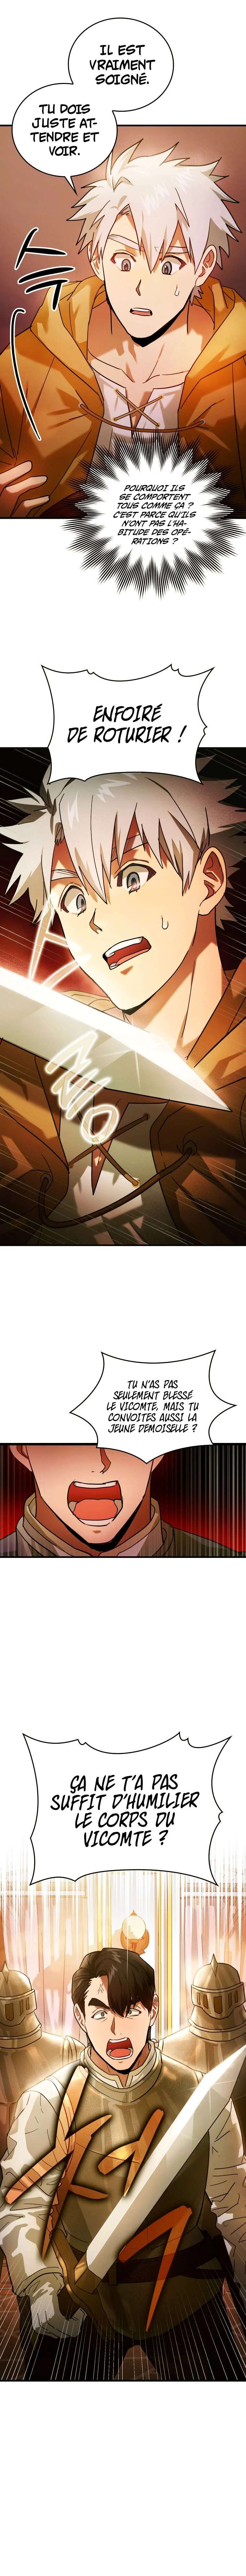 IL EST
VRAIMENT
SOIGNÉ.
TU DOIS
JUSTE AT-
TENDRE ET
VOIR.
POURQUOI ILS
SE COMPORTENT
TOUS COMME ÇA ?
C'EST PARCE QU'ILS
N'ONT PAS L'HA-
BITUDE DES OPÉ-
RATIONS ?
ENFOIRÉ
DE ROTURIER !
TU N'AS PAS
SEULEMENT BLESSÉ
LE VICOMTE, MAIS TU
CONVOITES AUSSI LA
JEUNE DEMOISELLE ?
ÇA NE T'A PAS
SUFFIT D'HUMILIER
LE CORPS DU
VICOMTE ?